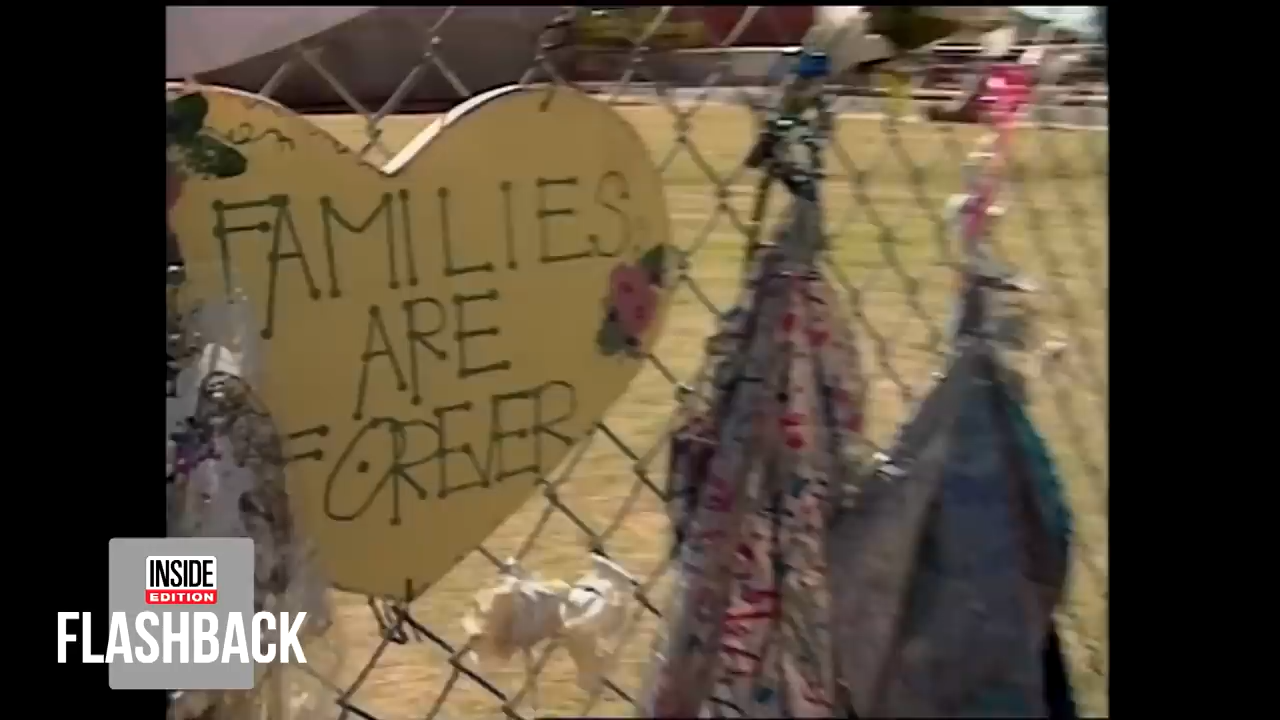 FAMILIES
ARE
FOREVER
INSIDE
EDITION
FLASHBACK